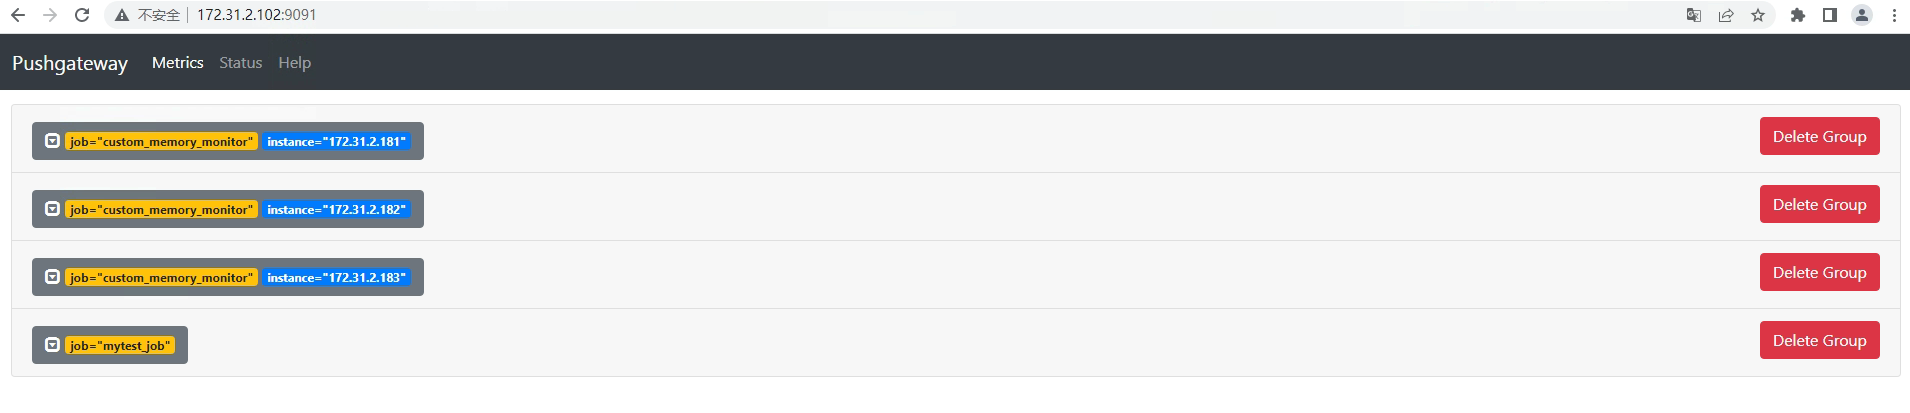 不安全 172.31.2.102:9091
Pushgateway Metrics Status Help
job="custom_memory_monitor" instance="172.31.2.181" Delete Group
job="custom_memory_monitor" instance="172.31.2.182" Delete Group
job="custom_memory_monitor" instance="172.31.2.183" Delete Group
job="mytest_job" Delete Group